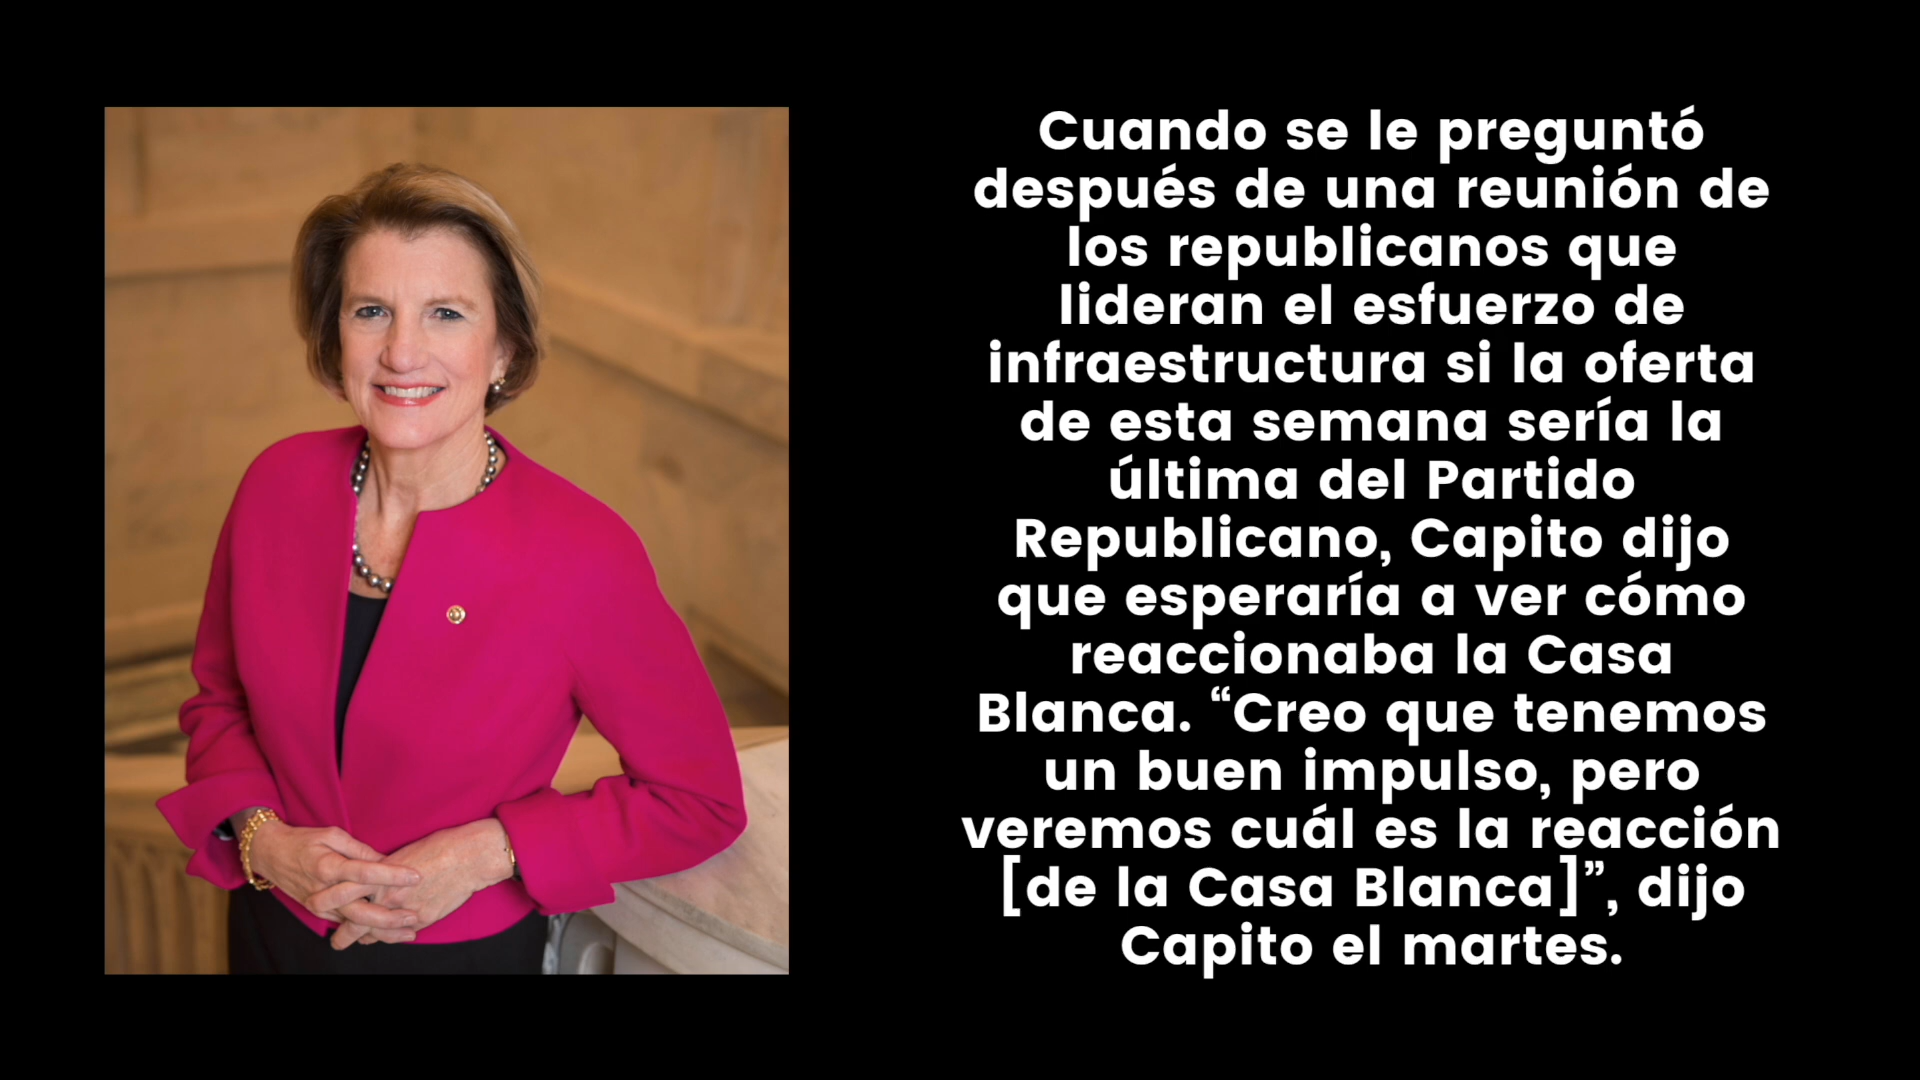 Cuando se le preguntó
después de una reunión de
los republicanos que
lideran el esfuerzo de
infraestructura si la oferta
de esta semana sería la
última del Partido
Republicano, Capito dijo
que esperaría a ver cómo
reaccionaba la Casa
Blanca. “Creo que tenemos
un buen impulso, pero
veremos cuál es la reacción
[de la Casa Blanca]”, dijo
Capito el martes.